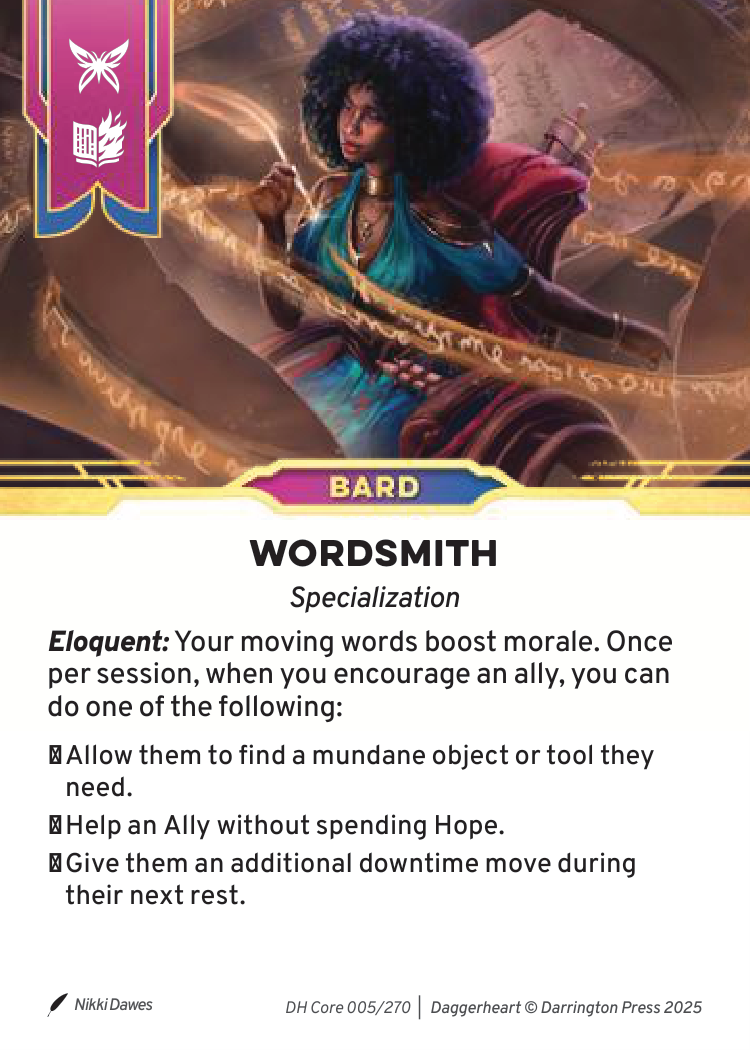 BARD
WORDSMITH
Specialization
Eloquent: Your moving words boost morale. Once
per session, when you encourage an ally, you can
do one of the following:
Allow them to find a mundane object or tool they
need.
Help an Ally without spending Hope.
Give them an additional downtime move during
their next rest.
Nikki Dawes
DH Core 005/270 | Daggerheart © Darrington Press 2025